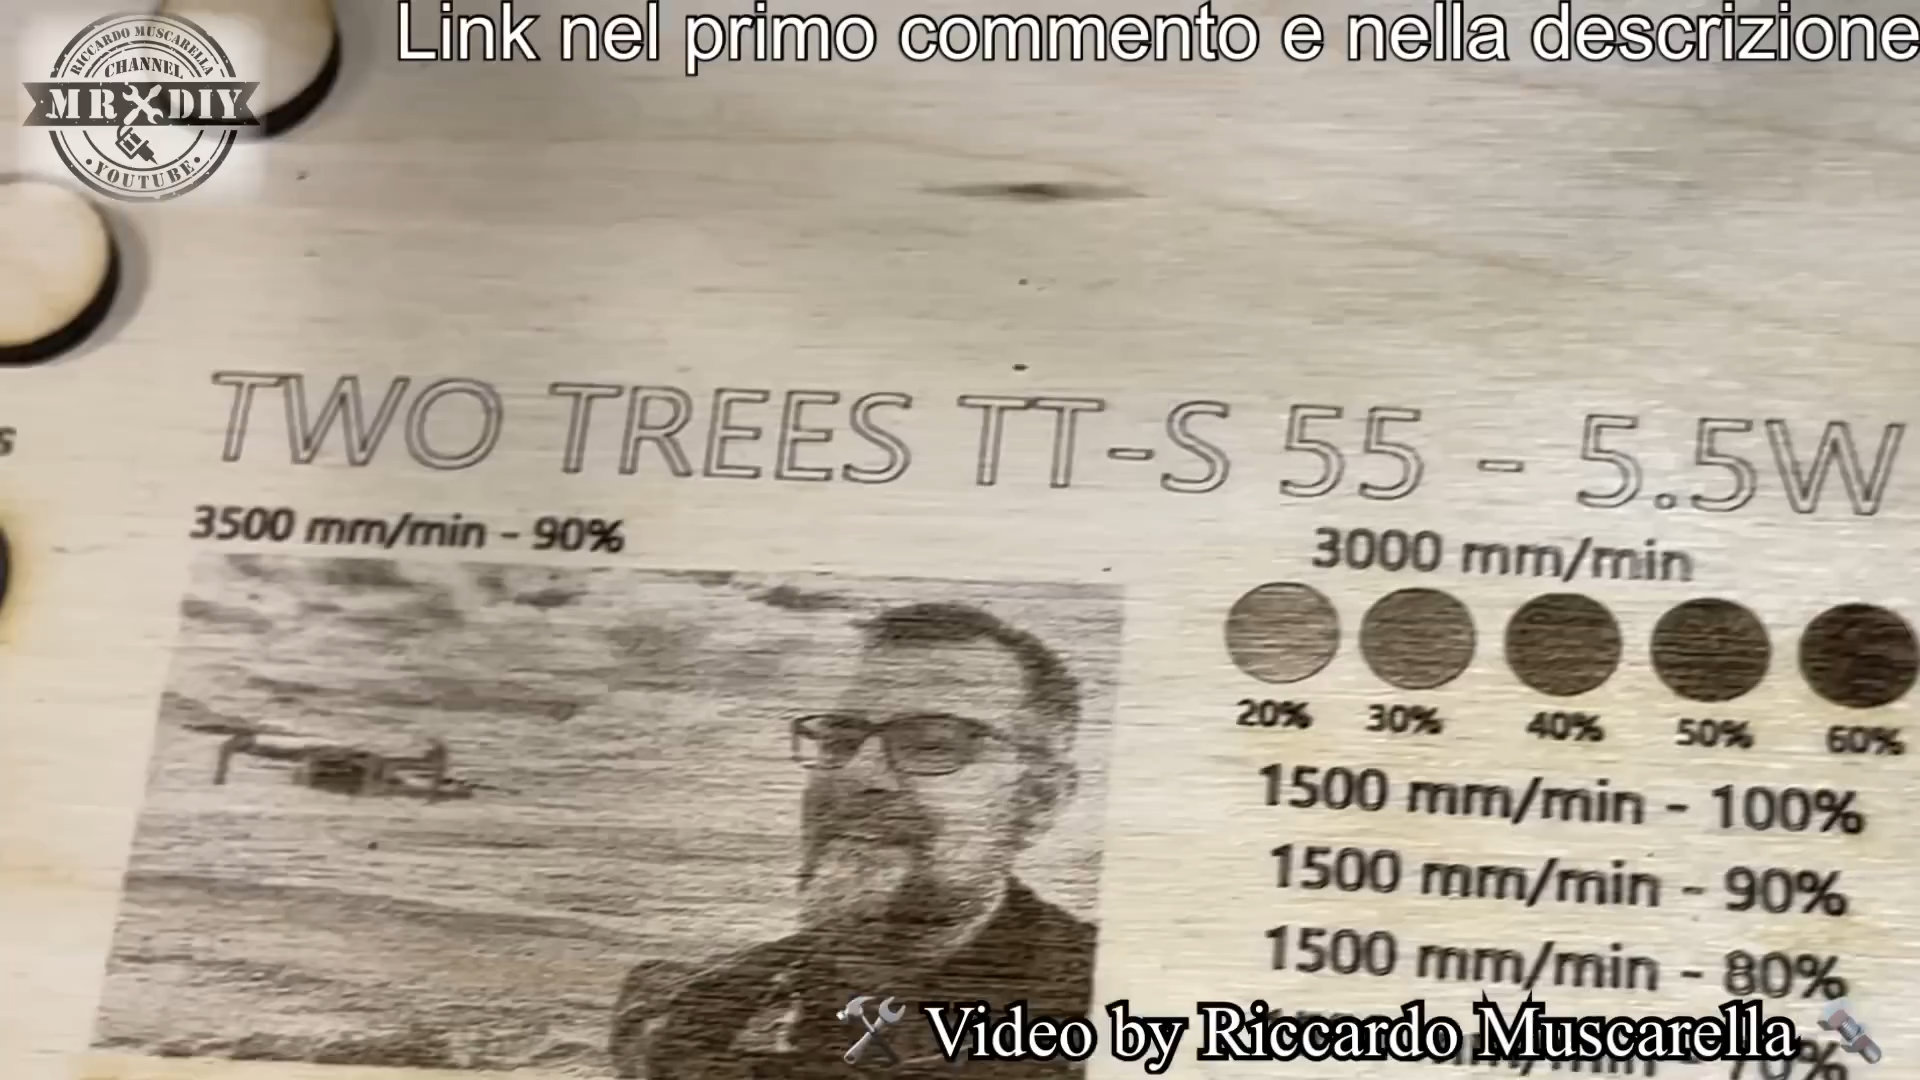 Link nel primo commento e nella descrizione
RICCARDO MUSCARELLA
CHANNEL
MR DIY
YOUTUBE
TWO TREES TT-S 55 - 5.5W
3500 mm/min - 90%
3000 mm/min
20% 30% 40% 50% 60%
1500 mm/min - 100%
1500 mm/min - 90%
1500 mm/min - 80%
Video by Riccardo Muscarella